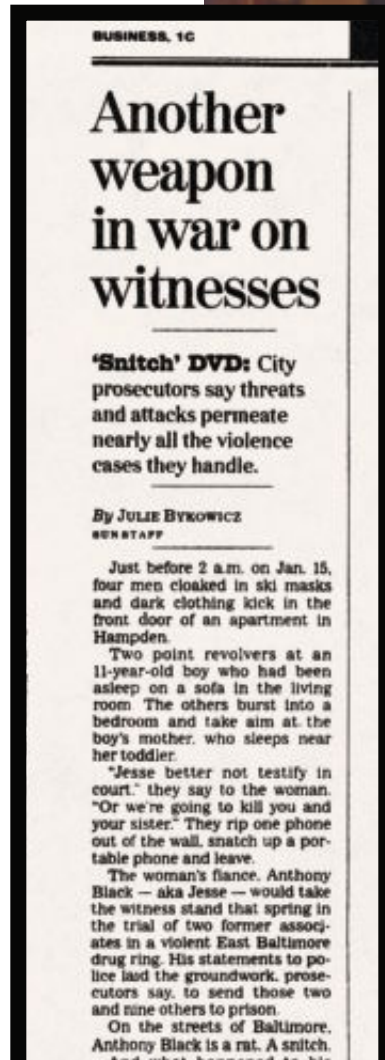 BUSINESS, 1C
Another
weapon
in war on
witnesses
‘Snitch’ DVD: City
prosecutors say threats
and attacks permeate
nearly all the violence
cases they handle.
By JULIE BYKOWICZ
SUN STAFF
Just before 2 a.m. on Jan. 15,
four men cloaked in ski masks
and dark clothing kick in the
front door of an apartment in
Hampden.
Two point revolvers at an
11-year-old boy who had been
asleep on a sofa in the living
room. The others burst into a
bedroom and take aim at the
boy's mother, who sleeps near
her toddler.
"Jesse better not testify in
court," they say to the woman.
"Or we're going to kill you and
your sister." They rip one phone
out of the wall, snatch up a por-
table phone and leave.
The woman's fiance, Anthony
Black — aka Jesse — would take
the witness stand that spring in
the trial of two former associ-
ates in a violent East Baltimore
drug ring. His statements to po-
lice laid the groundwork, prose-
cutors say, to send those two
and nine others to prison.
On the streets of Baltimore,
Anthony Black is a rat. A snitch.
And what happened to his